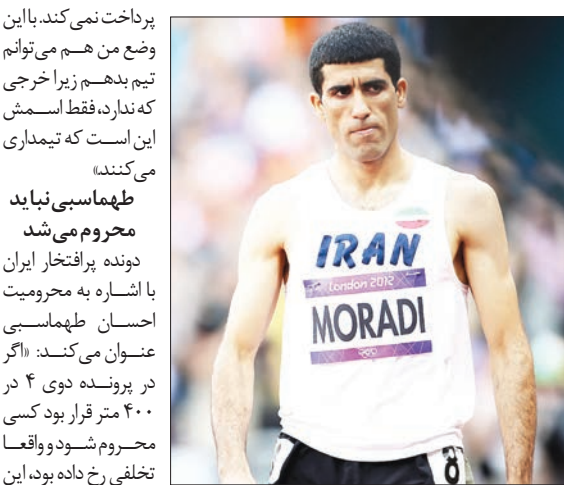 پرداخت نمی‌کند. با این
وضع من هم می‌توانم
تیم بدهم زیرا خرجی
که ندارد، فقط اسمش
این است که تیمداری
می‌کنند.»
طهماسبی نباید
محروم می‌شد
دونده پرافتخار ایران
با اشاره به محرومیت
احسان طهماسبی
عنوان می‌کند: «اگر
در پرونده دوی ۴ در
۴۰۰ متر قرار بود کسی
محروم شود و واقعا
تخلفی رخ داده بود، این
IRAN
London 2012
MORADI
8